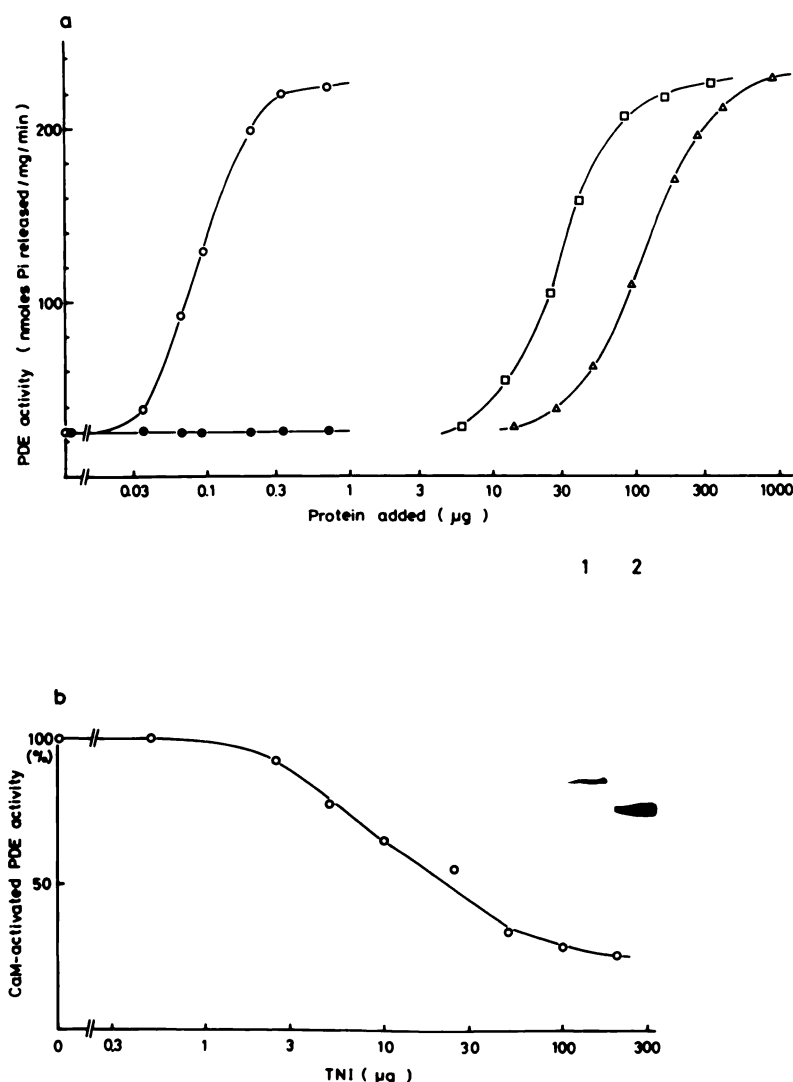 a
PDE activity ( nmoles Pi released / mg / min )
200
100
0.03 0.1 0.3 1 3 10 30 100 300 1000
Protein added ( μg )
1 2
b
100
(%)
50
CaM-activated PDE activity
0 0.3 1 3 10 30 100 300
TNI ( μg )